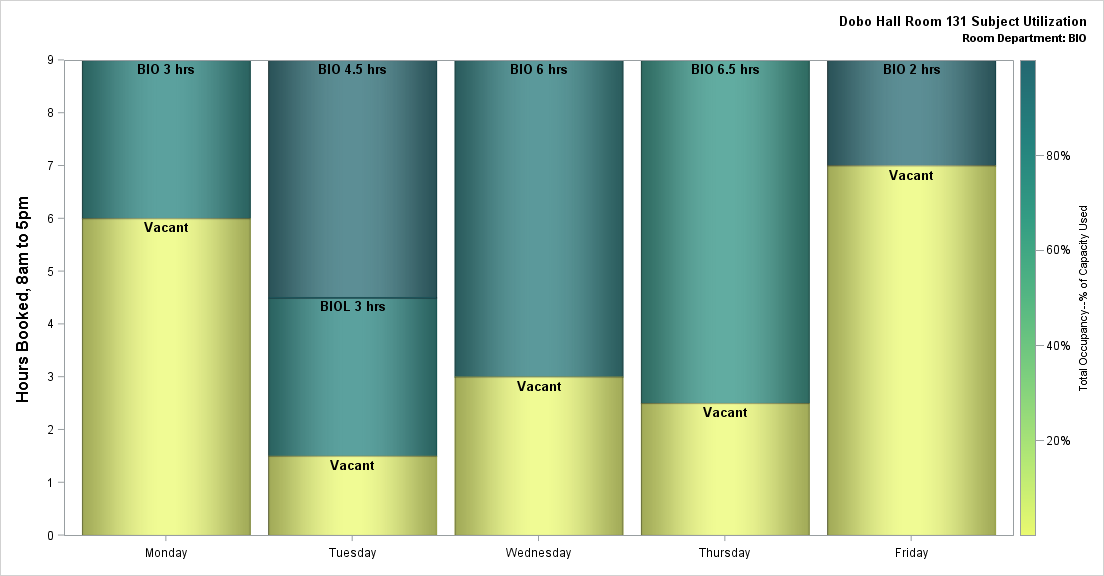 Dobo Hall Room 131 Subject Utilization
Room Department: BIO
Hours Booked, 8am to 5pm
9
8
7
6
5
4
3
2
1
0
BIO 3 hrs
Vacant
BIO 4.5 hrs
BIOL 3 hrs
Vacant
BIO 6 hrs
Vacant
BIO 6.5 hrs
Vacant
BIO 2 hrs
Vacant
Monday
Tuesday
Wednesday
Thursday
Friday
80%
60%
40%
20%
Total Occupancy--% of Capacity Used